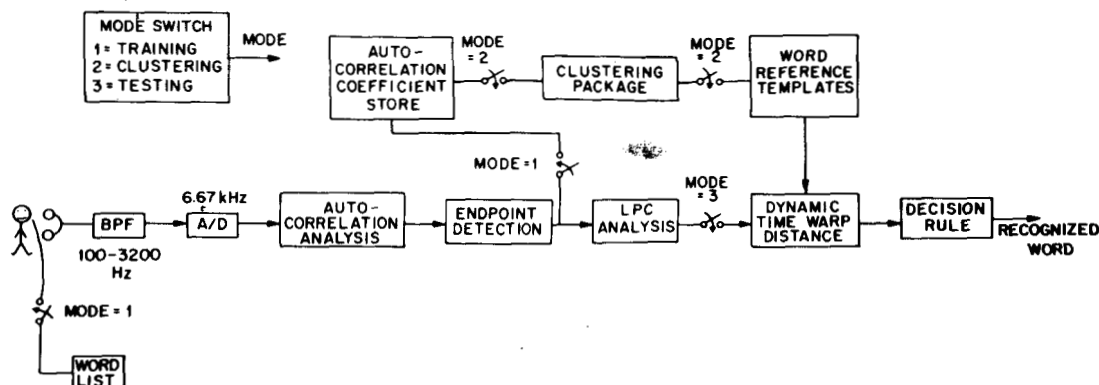 MODE SWITCH
1 = TRAINING
2 = CLUSTERING
3 = TESTING
MODE
AUTO-
CORRELATION
COEFFICIENT
STORE
MODE
= 2
CLUSTERING
PACKAGE
MODE
= 2
WORD
REFERENCE
TEMPLATES
MODE = 1
6.67 kHz
MODE
= 3
BPF
A/D
AUTO-
CORRELATION
ANALYSIS
ENDPOINT
DETECTION
LPC
ANALYSIS
DYNAMIC
TIME WARP
DISTANCE
DECISION
RULE
RECOGNIZED
WORD
100-3200
Hz
MODE = 1
WORD
LIST